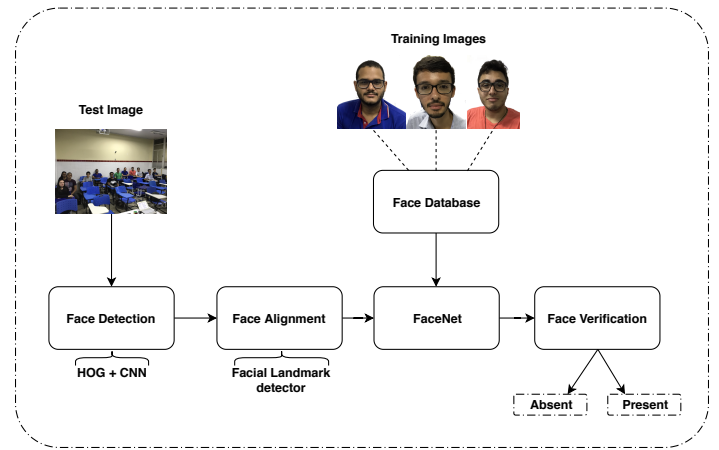 Training Images
Test Image
Face Database
Face Detection
Face Alignment
FaceNet
Face Verification
HOG + CNN
Facial Landmark
detector
Absent
Present